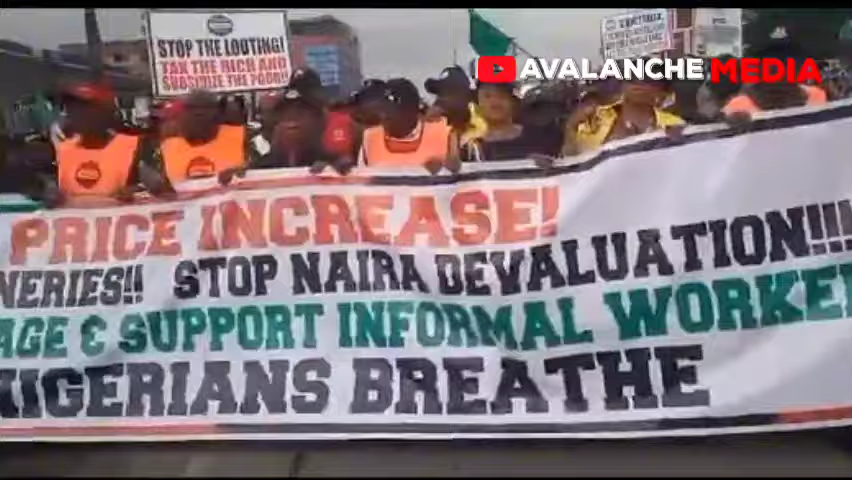 STOP THE LOOTING!
TAX THE RICH AND
SUBSIDIZE THE POOR!!
AVALANCHE MEDIA
PRICE INCREASE!
NERIES!! STOP NAIRA DEVALUATION!!!
AGE & SUPPORT INFORMAL WORKE
NIGERIANS BREATHE